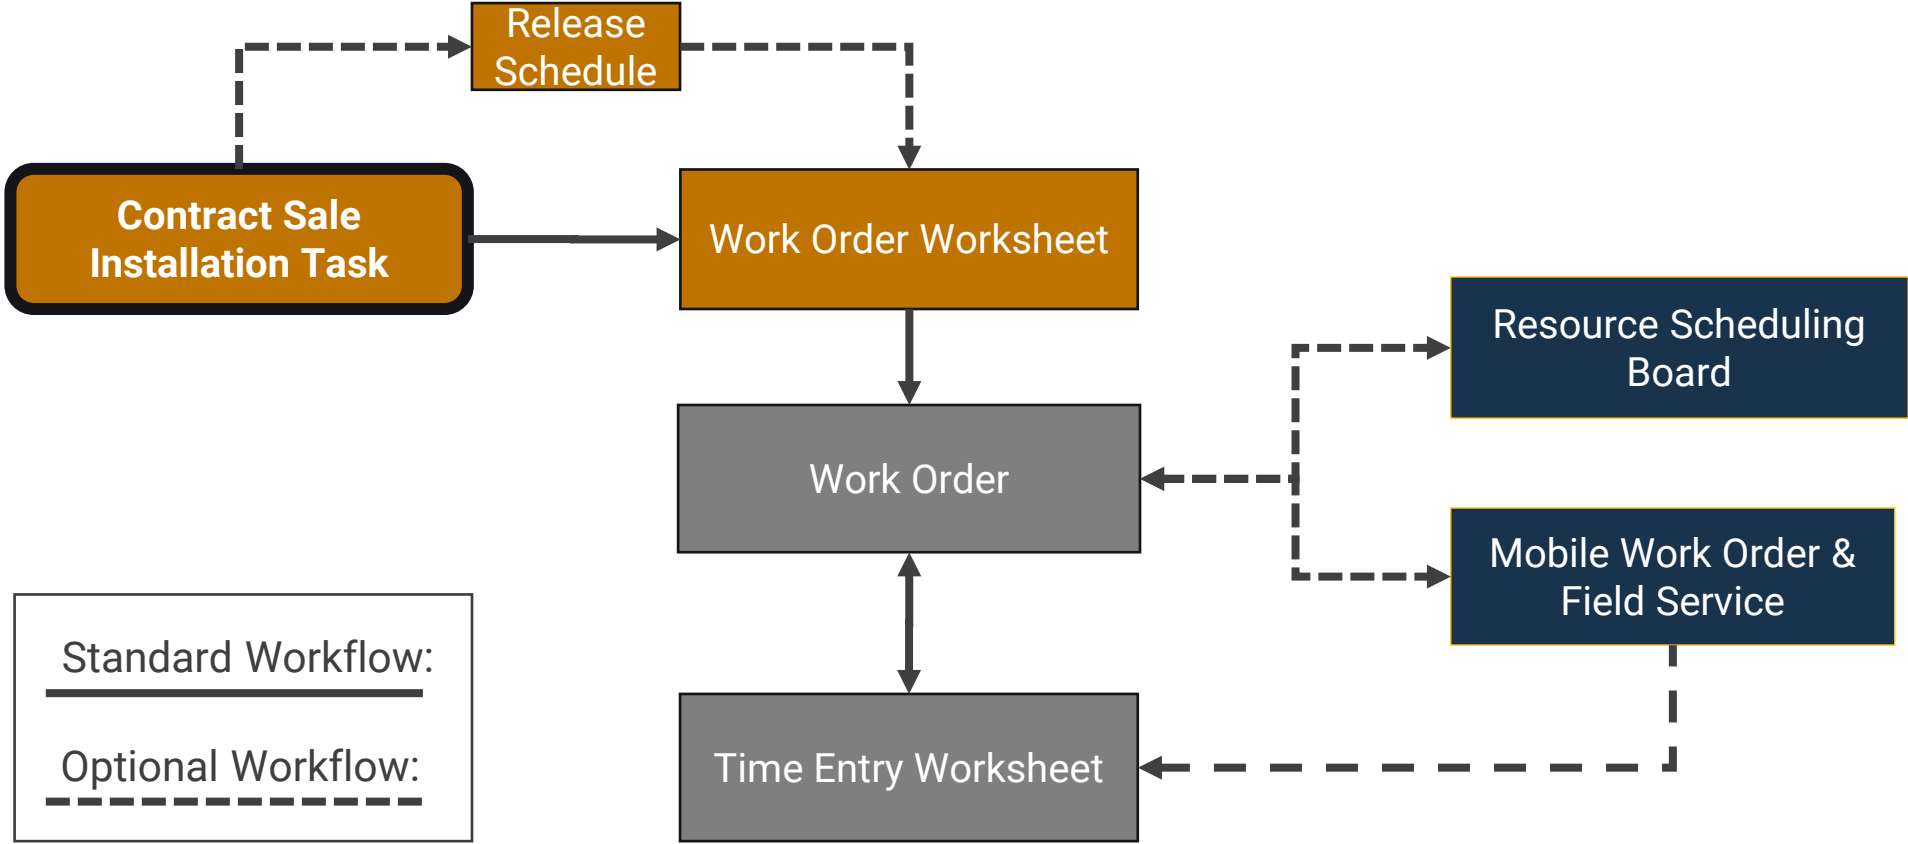 Release
Schedule
Contract Sale
Installation Task
Work Order Worksheet
Resource Scheduling
Board
Work Order
Mobile Work Order &
Field Service
Standard Workflow:
Optional Workflow:
Time Entry Worksheet